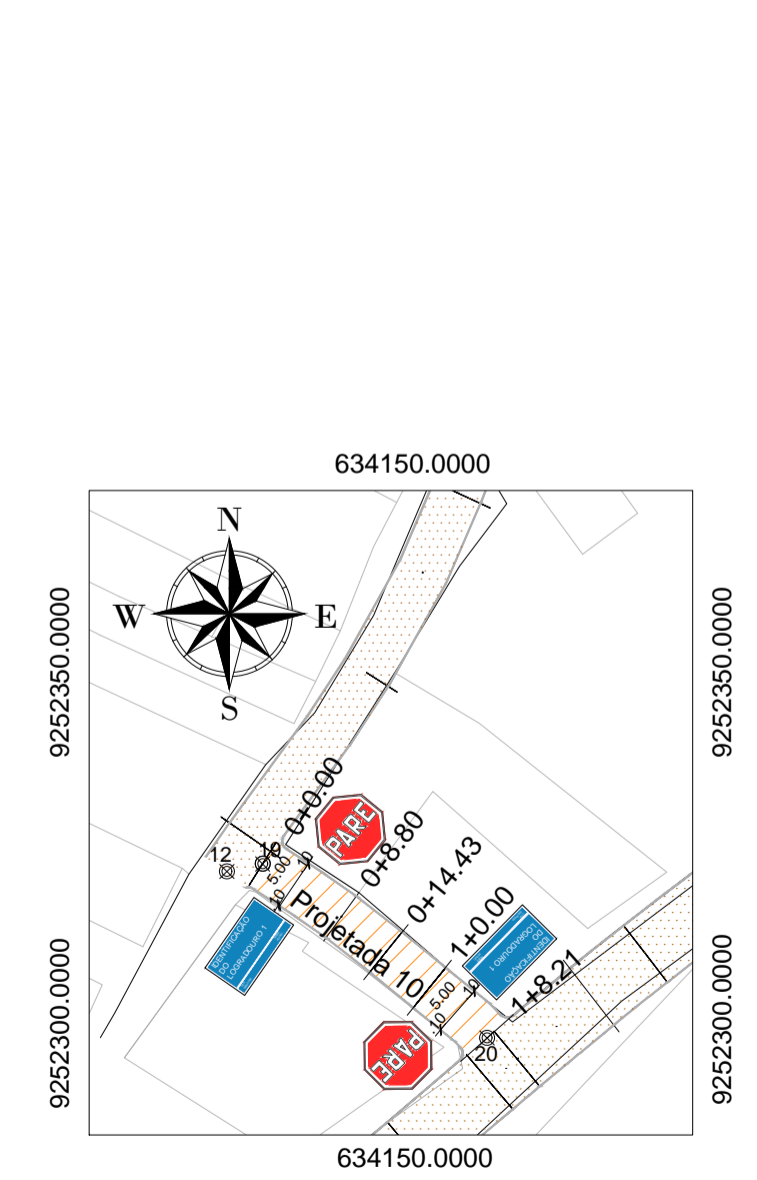 634150.0000
N
W
E
S
9252350.0000
9252350.0000
0+0.00
PARE
0+8.80
12
19
5.00
10
10
0+14.43
Projetada 10
1+0.00
IDENTIFICAÇÃO
DO
LOGRADOURO 1
IDENTIFICAÇÃO
DO
LOGRADOURO 1
5.00
10
10
1+8.21
9252300.0000
9252300.0000
PARE
20
634150.0000